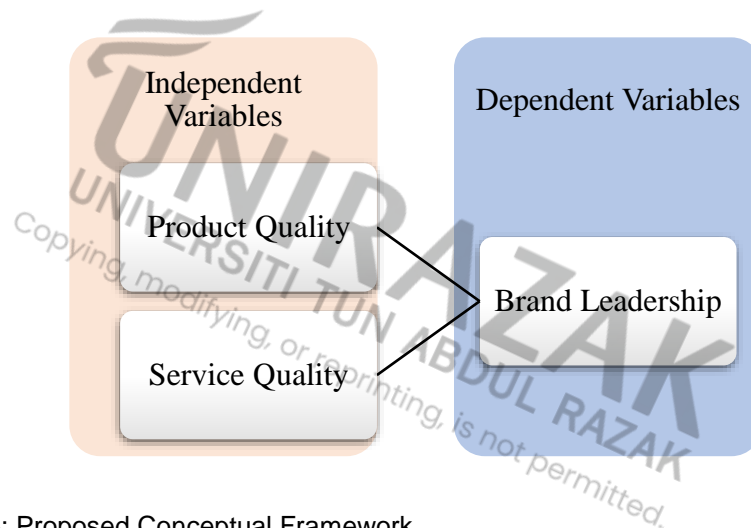 Independent
Variables
Dependent Variables
Product Quality
Service Quality
Brand Leadership
UNIRAZAK
UNIVERSITI TUN ABDUL RAZAK
Copying, modifying, or reprinting, is not permitted.
: Proposed Conceptual Framework